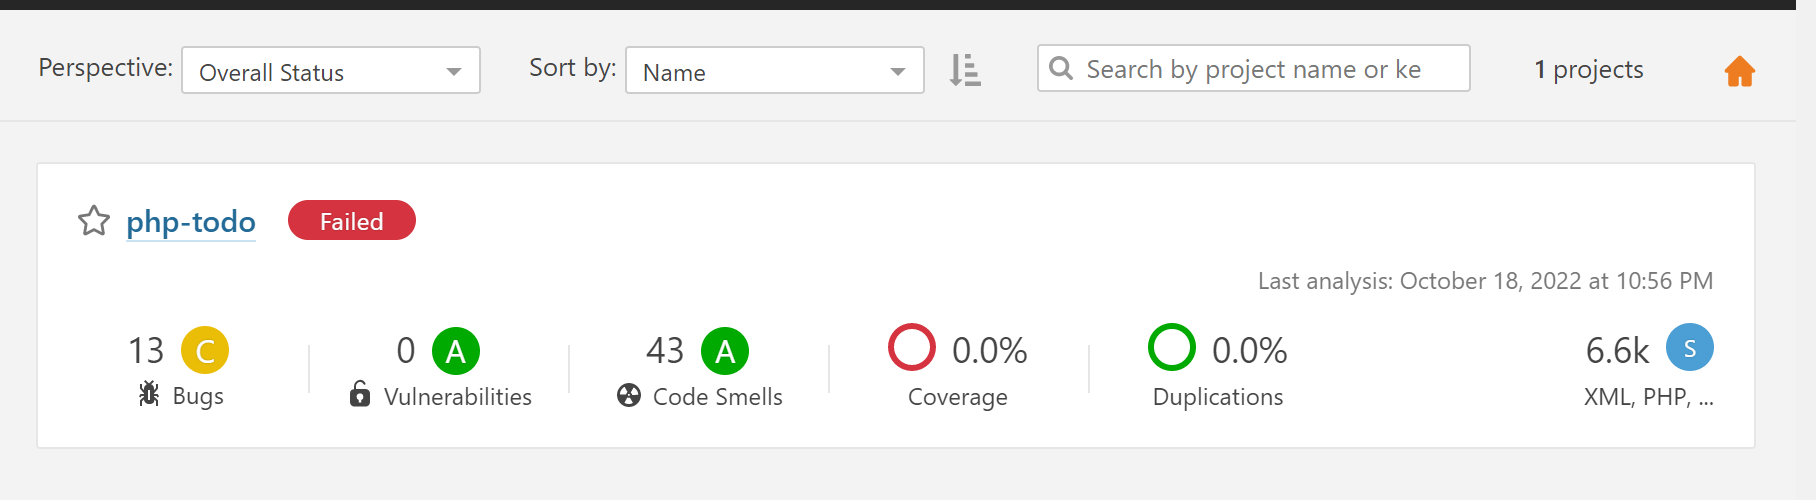 Perspective: Overall Status Sort by: Name Search by project name or ke 1 projects
php-todo Failed
Last analysis: October 18, 2022 at 10:56 PM
13 C 0 A 43 A 0.0% 0.0% 6.6k S
Bugs Vulnerabilities Code Smells Coverage Duplications XML, PHP, ...